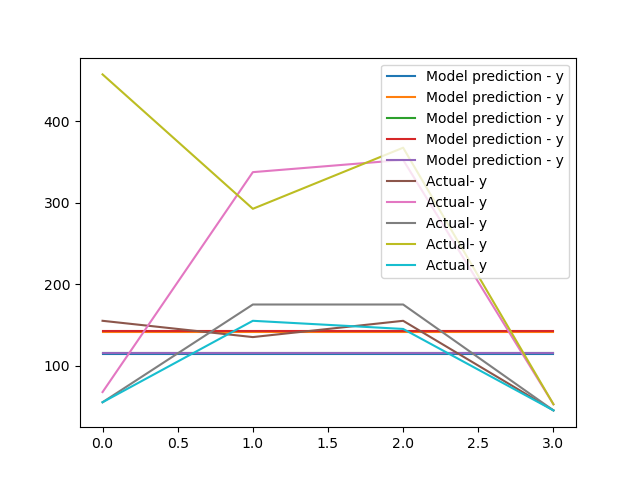 Model prediction - y
Model prediction - y
Model prediction - y
Model prediction - y
Model prediction - y
Actual- y
Actual- y
Actual- y
Actual- y
Actual- y
400
300
200
100
0.0 0.5 1.0 1.5 2.0 2.5 3.0